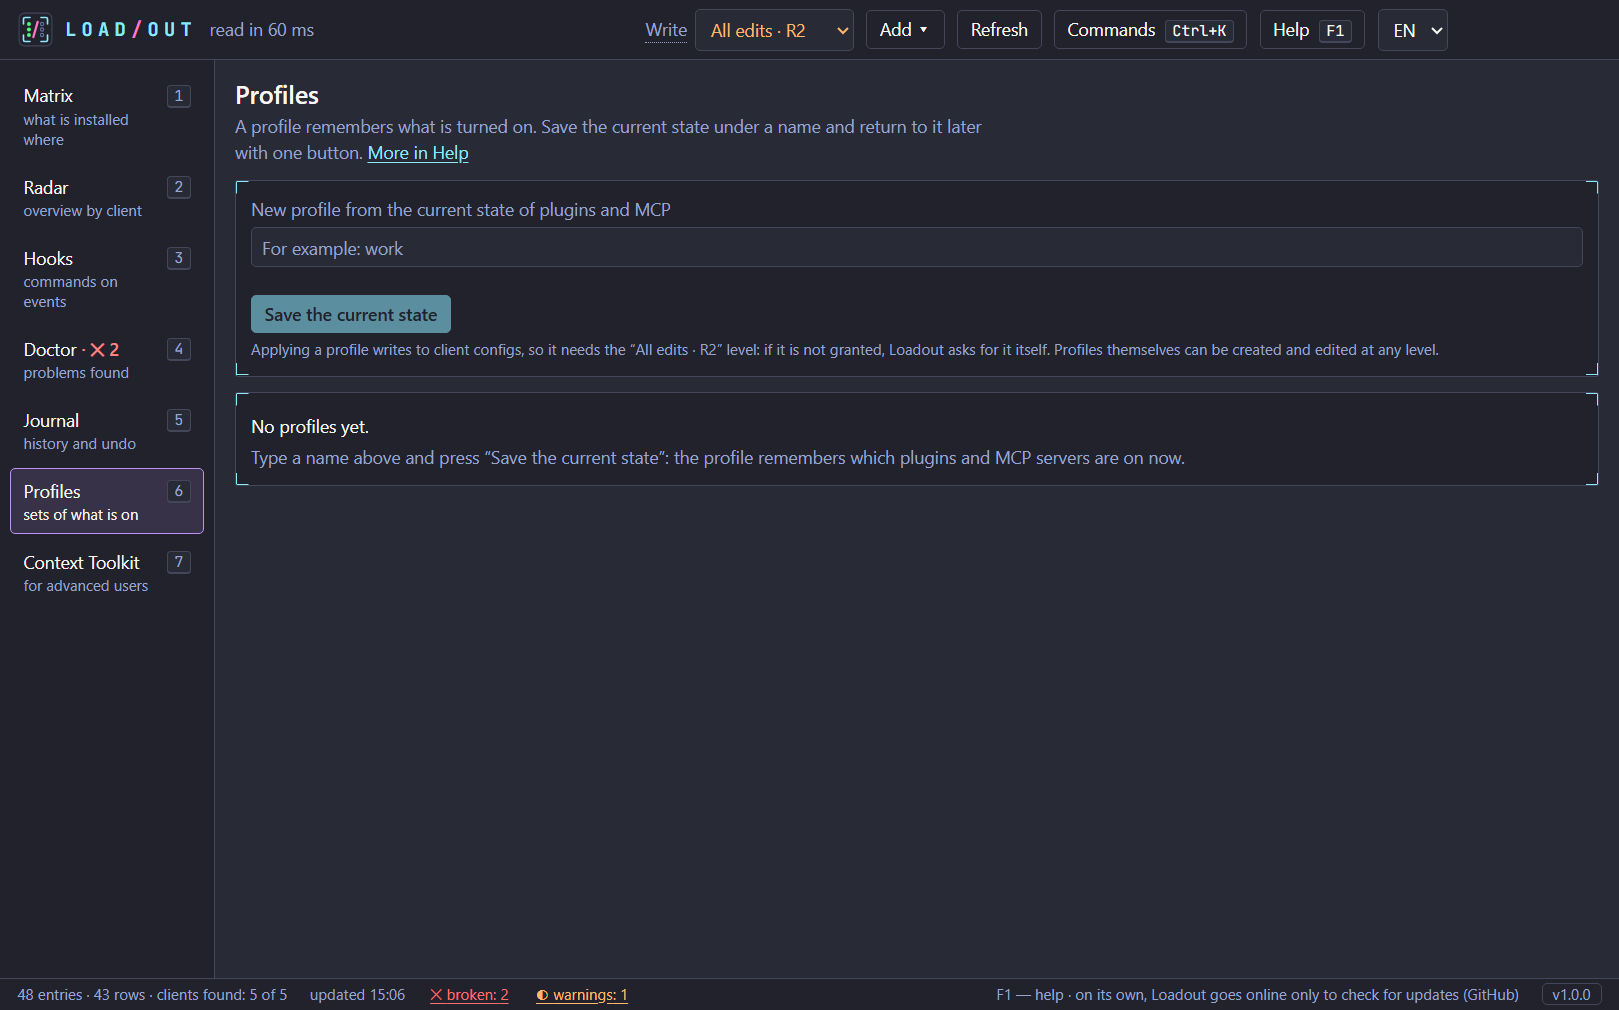 LOAD/OUT read in 60 ms Write All edits · R2 Add ▾ Refresh Commands Ctrl+K Help F1 EN
Matrix 1
what is installed
where
Radar 2
overview by client
Hooks 3
commands on
events
Doctor · ✕ 2 4
problems found
Journal 5
history and undo
Profiles 6
sets of what is on
Context Toolkit 7
for advanced users
Profiles
A profile remembers what is turned on. Save the current state under a name and return to it later
with one button. More in Help
New profile from the current state of plugins and MCP
For example: work
Save the current state
Applying a profile writes to client configs, so it needs the “All edits · R2” level: if it is not granted, Loadout asks for it itself. Profiles themselves can be created and edited at any level.
No profiles yet.
Type a name above and press “Save the current state”: the profile remembers which plugins and MCP servers are on now.
48 entries · 43 rows · clients found: 5 of 5 updated 15:06 ✕ broken: 2 ◐ warnings: 1 F1 — help · on its own, Loadout goes online only to check for updates (GitHub) v1.0.0